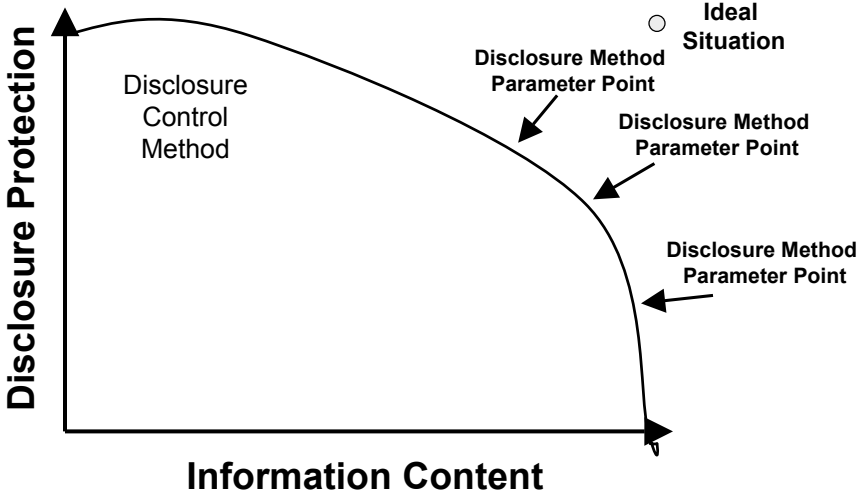 Ideal
Situation
Disclosure Method
Parameter Point
Disclosure
Control
Method
Disclosure Method
Parameter Point
Disclosure Method
Parameter Point
Disclosure Protection
Information Content